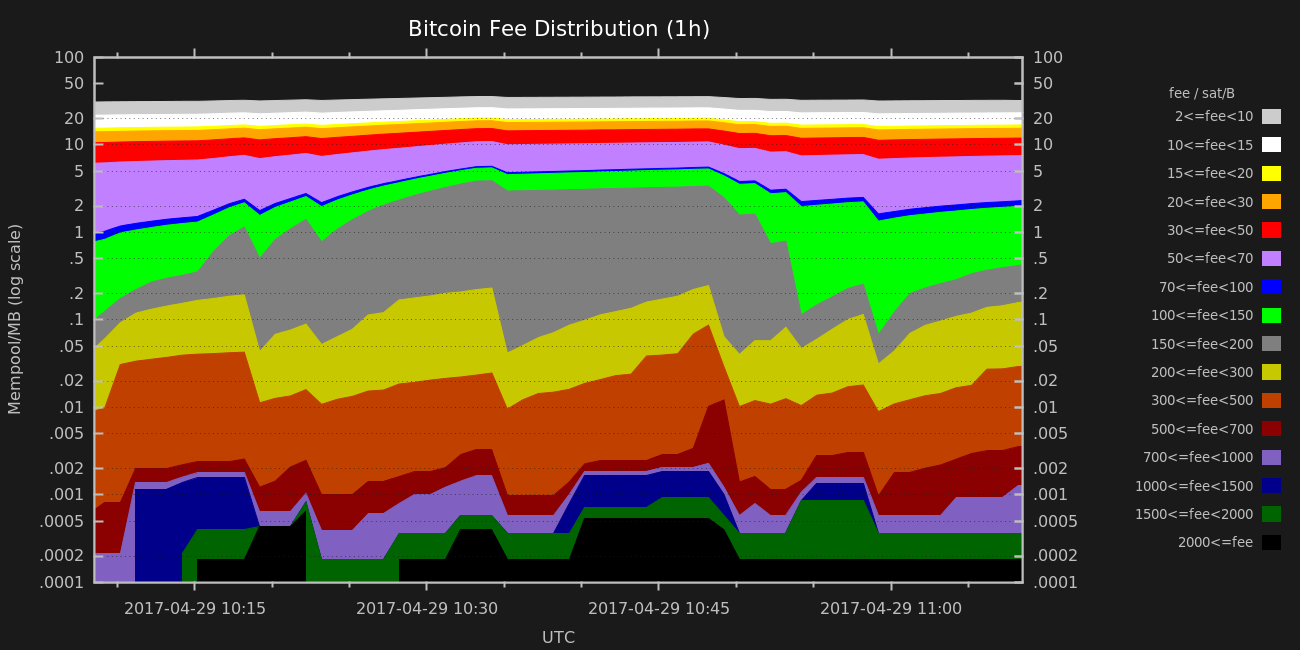 Bitcoin Fee Distribution (1h)
100 100
50 50
20 20
10 10
5 5
2 2
1 1
.5 .5
.2 .2
.1 .1
.05 .05
.02 .02
.01 .01
.005 .005
.002 .002
.001 .001
.0005 .0005
.0002 .0002
.0001 .0001
Mempool/MB (log scale)
2017-04-29 10:15 2017-04-29 10:30 2017-04-29 10:45 2017-04-29 11:00
UTC
fee / sat/B
2<=fee<10
10<=fee<15
15<=fee<20
20<=fee<30
30<=fee<50
50<=fee<70
70<=fee<100
100<=fee<150
150<=fee<200
200<=fee<300
300<=fee<500
500<=fee<700
700<=fee<1000
1000<=fee<1500
1500<=fee<2000
2000<=fee